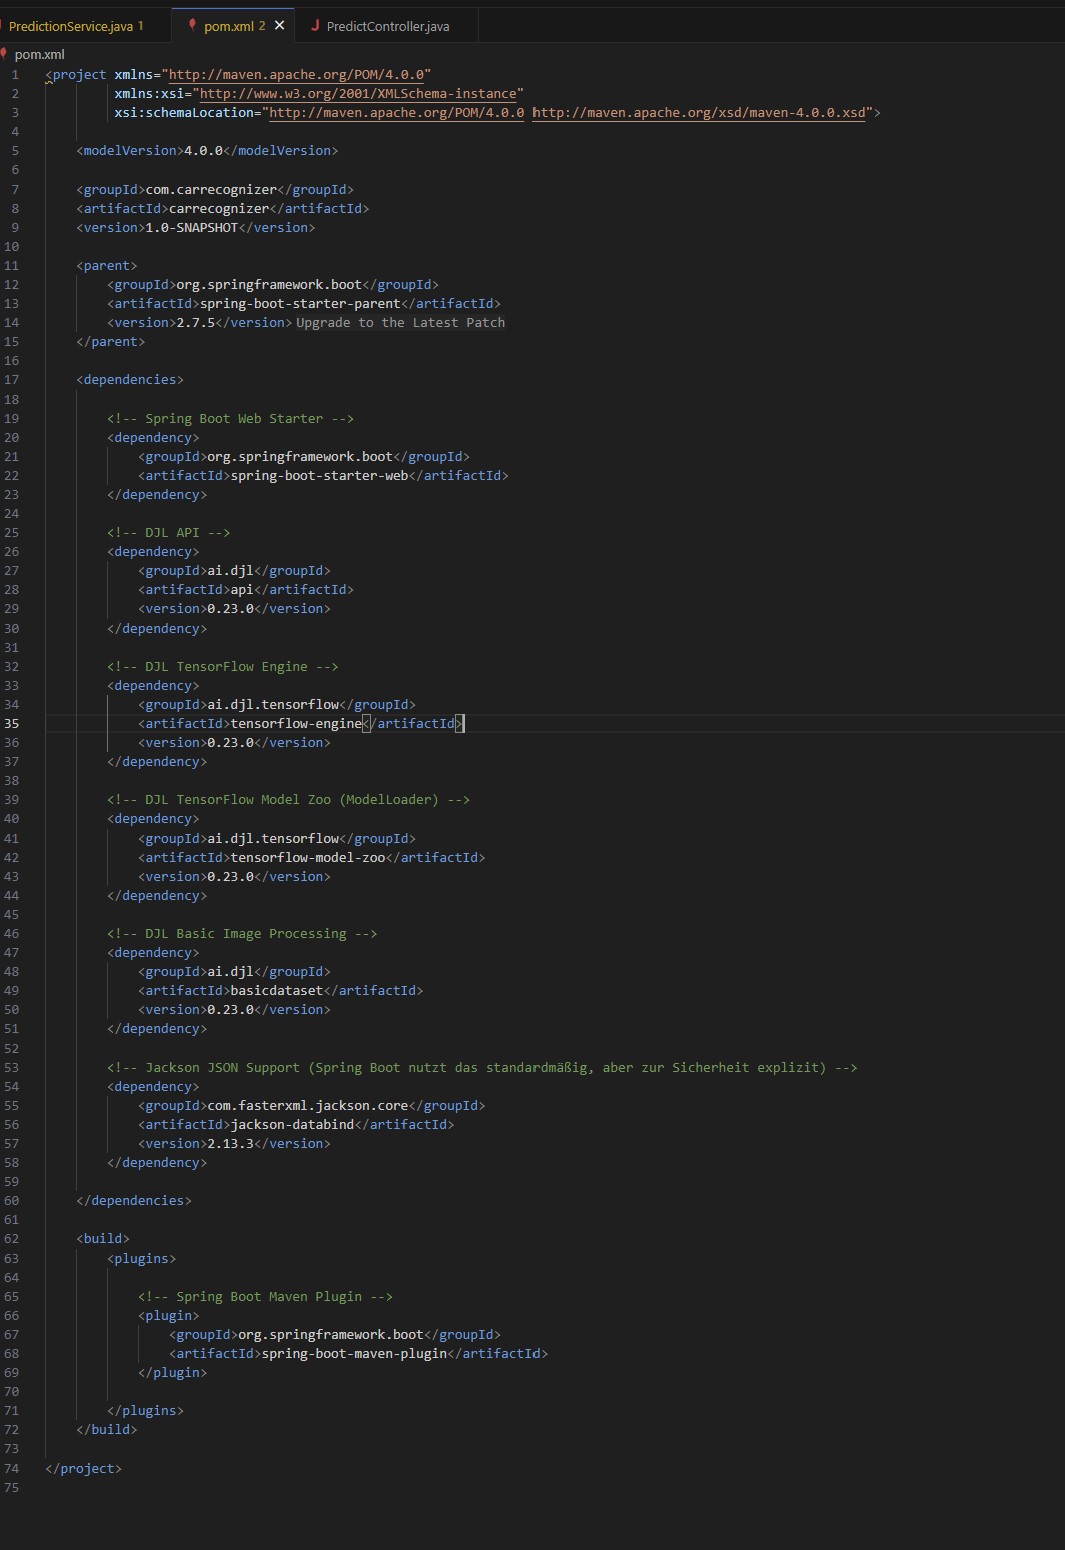 PredictionService.java 1 pom.xml 2 PredictController.java
pom.xml
1 <project xmlns="http://maven.apache.org/POM/4.0.0"
2 xmlns:xsi="http://www.w3.org/2001/XMLSchema-instance"
3 xsi:schemaLocation="http://maven.apache.org/POM/4.0.0 http://maven.apache.org/xsd/maven-4.0.0.xsd">
4
5 <modelVersion>4.0.0</modelVersion>
6
7 <groupId>com.carrecognizer</groupId>
8 <artifactId>carrecognizer</artifactId>
9 <version>1.0-SNAPSHOT</version>
10
11 <parent>
12 <groupId>org.springframework.boot</groupId>
13 <artifactId>spring-boot-starter-parent</artifactId>
14 <version>2.7.5</version> Upgrade to the Latest Patch
15 </parent>
16
17 <dependencies>
18
19 <!-- Spring Boot Web Starter -->
20 <dependency>
21 <groupId>org.springframework.boot</groupId>
22 <artifactId>spring-boot-starter-web</artifactId>
23 </dependency>
24
25 <!-- DJL API -->
26 <dependency>
27 <groupId>ai.djl</groupId>
28 <artifactId>api</artifactId>
29 <version>0.23.0</version>
30 </dependency>
31
32 <!-- DJL TensorFlow Engine -->
33 <dependency>
34 <groupId>ai.djl.tensorflow</groupId>
35 <artifactId>tensorflow-engine</artifactId>
36 <version>0.23.0</version>
37 </dependency>
38
39 <!-- DJL TensorFlow Model Zoo (ModelLoader) -->
40 <dependency>
41 <groupId>ai.djl.tensorflow</groupId>
42 <artifactId>tensorflow-model-zoo</artifactId>
43 <version>0.23.0</version>
44 </dependency>
45
46 <!-- DJL Basic Image Processing -->
47 <dependency>
48 <groupId>ai.djl</groupId>
49 <artifactId>basicdataset</artifactId>
50 <version>0.23.0</version>
51 </dependency>
52
53 <!-- Jackson JSON Support (Spring Boot nutzt das standardmäßig, aber zur Sicherheit explizit) -->
54 <dependency>
55 <groupId>com.fasterxml.jackson.core</groupId>
56 <artifactId>jackson-databind</artifactId>
57 <version>2.13.3</version>
58 </dependency>
59
60 </dependencies>
61
62 <build>
63 <plugins>
64
65 <!-- Spring Boot Maven Plugin -->
66 <plugin>
67 <groupId>org.springframework.boot</groupId>
68 <artifactId>spring-boot-maven-plugin</artifactId>
69 </plugin>
70
71 </plugins>
72 </build>
73
74 </project>
75